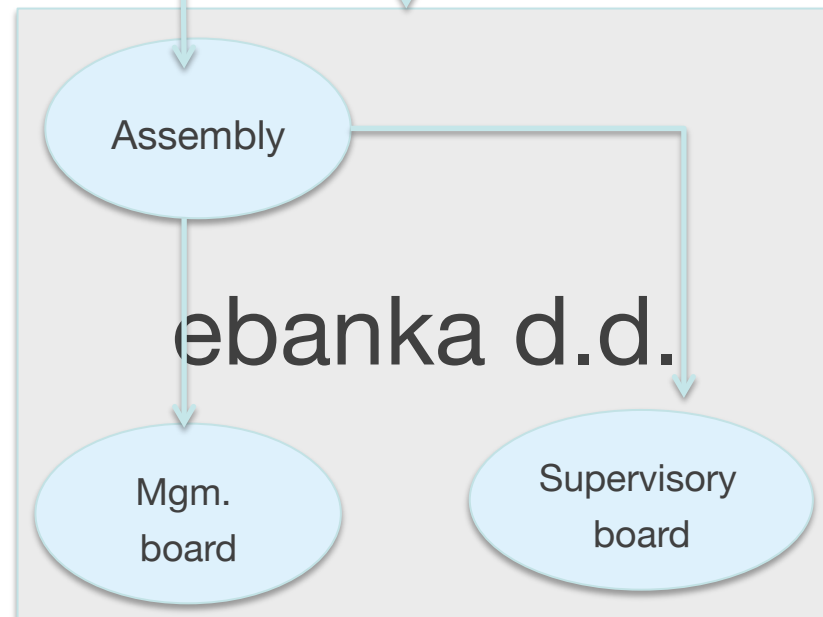 Assembly
ebanka d.d.
Mgm.
board
Supervisory
board